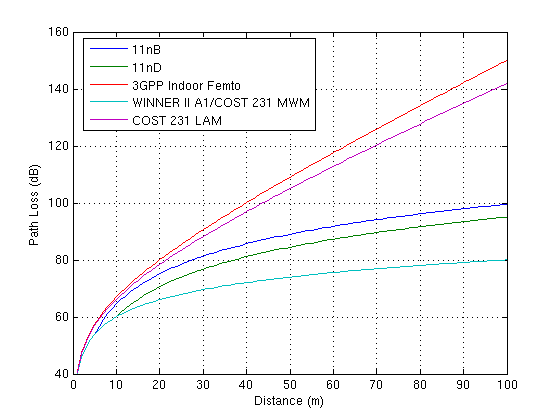 160
140
120
100
80
60
40
Path Loss (dB)
11nB
11nD
3GPP Indoor Femto
WINNER II A1/COST 231 MWM
COST 231 LAM
0 10 20 30 40 50 60 70 80 90 100
Distance (m)